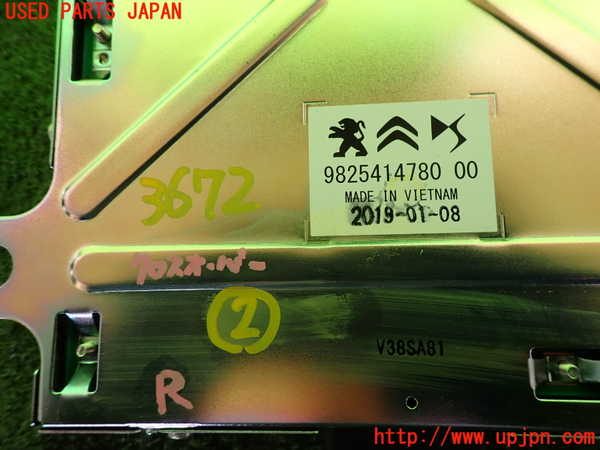 USED PARTS JAPAN
9825414780 00
MADE IN VIETNAM
2019-01-08
3672
クロスオーバー
2
V38SA81
R
http://www.upjpn.com/